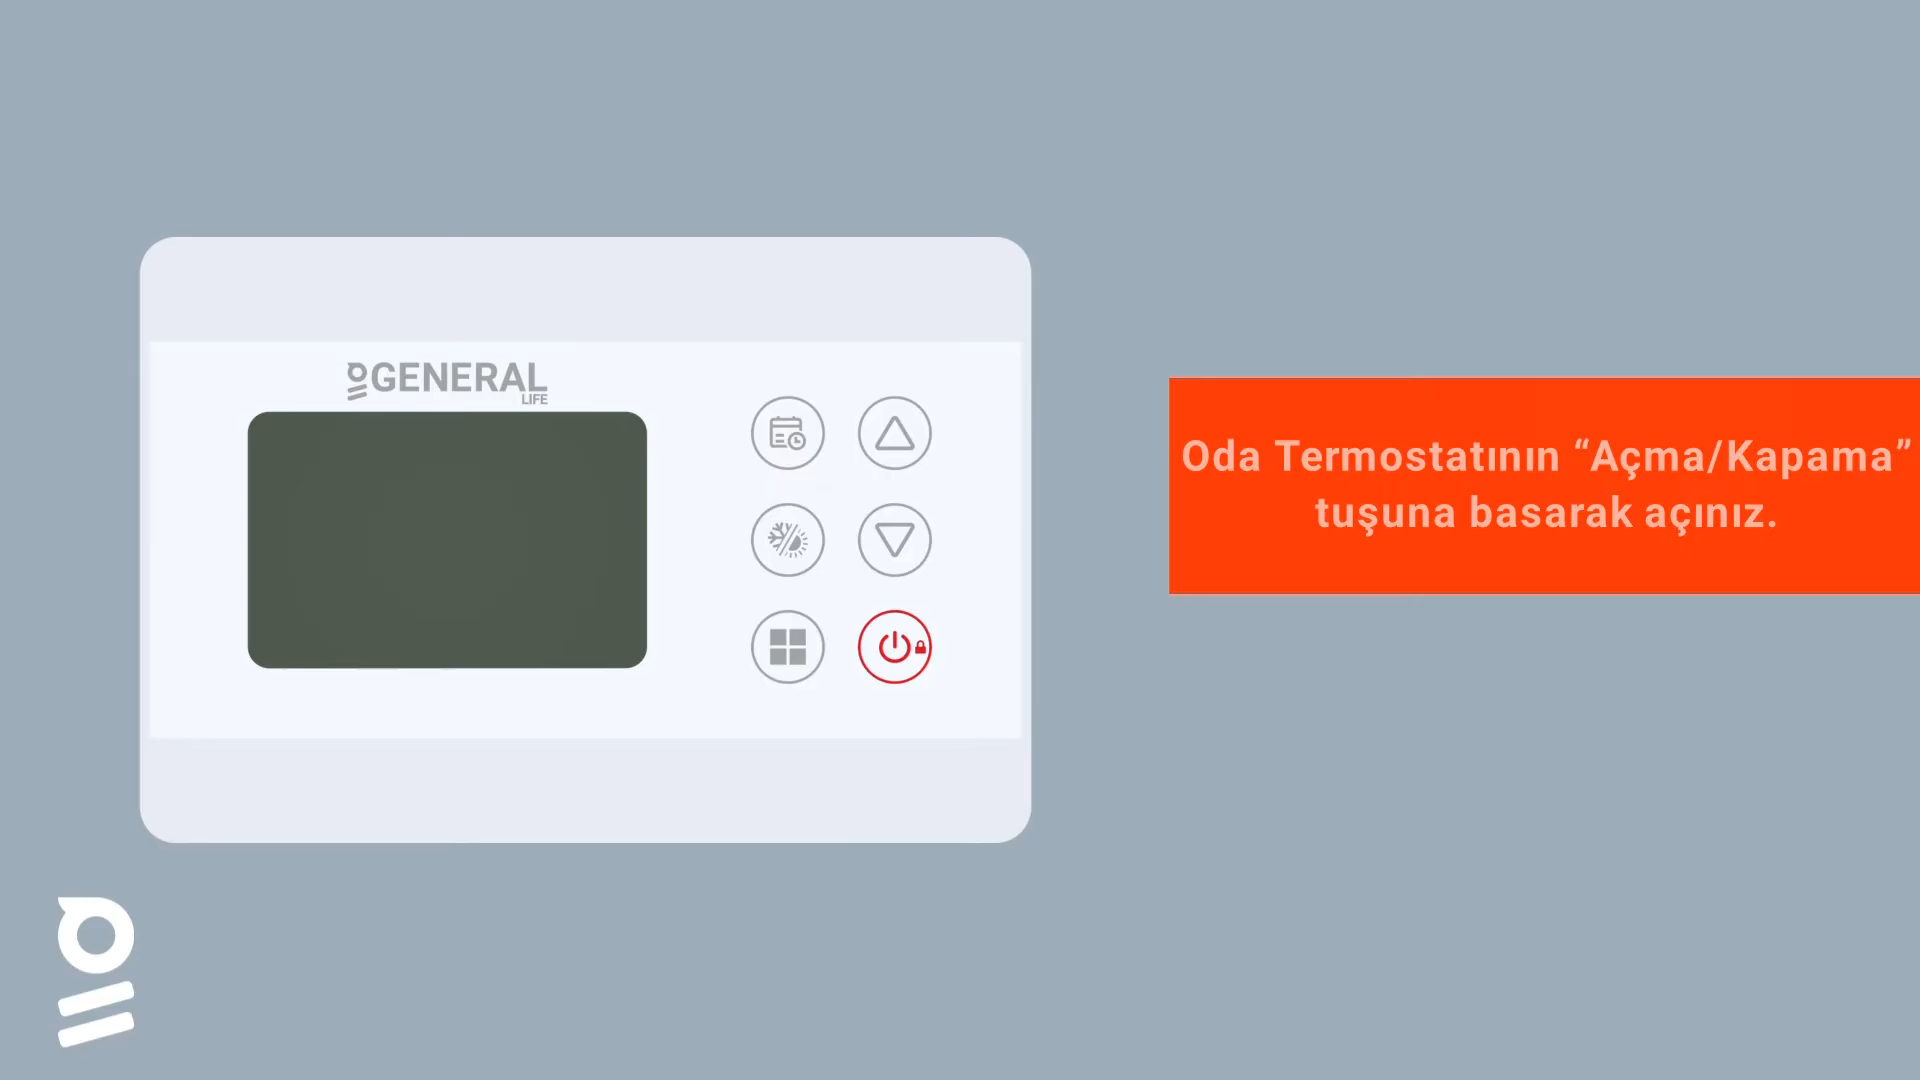 GENERAL
LIFE
Oda Termostatının “Açma/Kapama”
tuşuna basarak açınız.